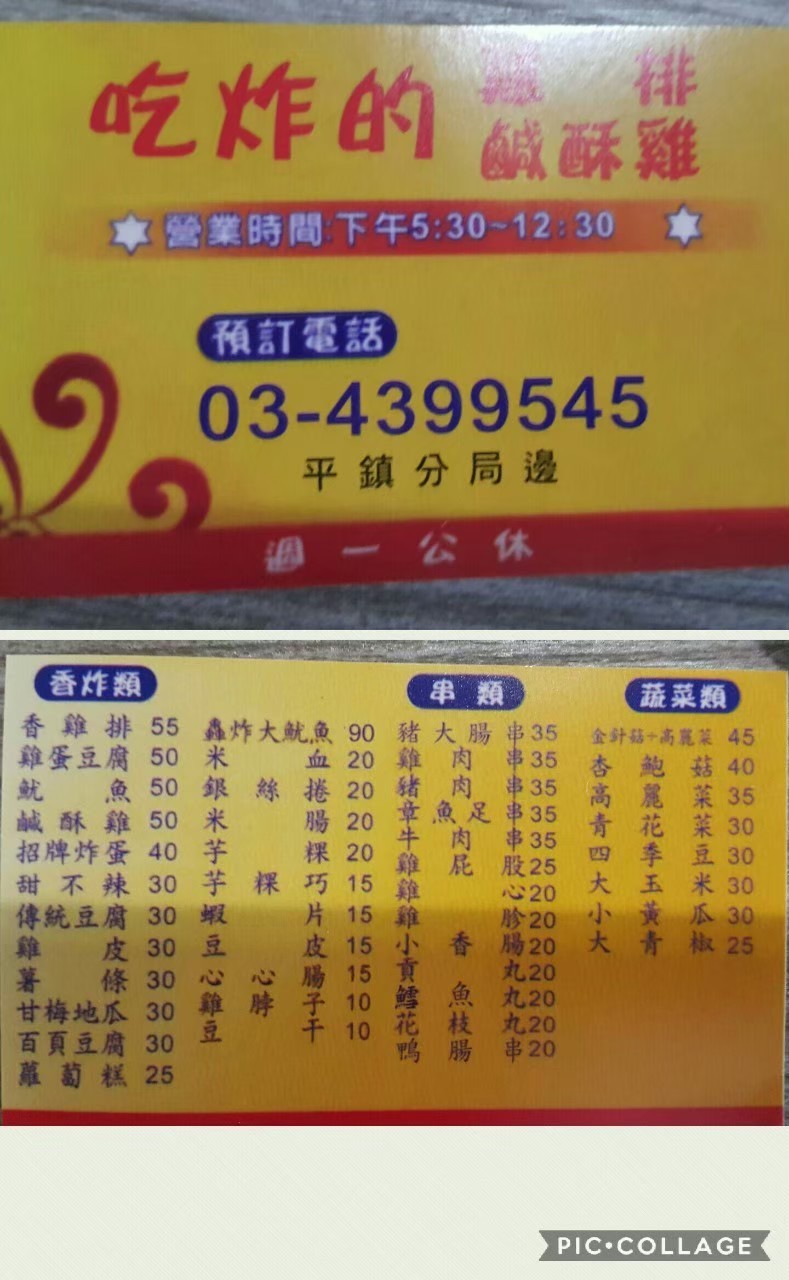 吃炸的
雞排
鹹酥雞
營業時間:下午5:30~12:30
預訂電話
03-4399545
平鎮分局邊
週一公休
香炸類
香雞排 55
雞蛋豆腐 50
魷魚 50
鹹酥雞 50
招牌炸蛋 40
甜不辣 30
傳統豆腐 30
雞皮 30
薯條 30
甘梅地瓜 30
百頁豆腐 30
蘿蔔糕 25
轟炸大魷魚 90
米血 20
銀絲捲 20
米腸 20
芋粿 20
芋粿巧 15
蝦片 15
豆皮 15
心心腸 15
雞脖子 10
豆干 10
串類
豬大腸串 35
雞肉串 35
豬肉串 35
章魚足串 35
牛肉串 35
雞屁股 25
雞心 20
雞胗 20
小香腸 20
貢丸 20
鱈魚丸 20
花枝丸 20
鴨腸串 20
蔬菜類
金針菇+高麗菜 45
杏鮑菇 40
高麗菜 35
青花菜 30
四季豆 30
大玉米 30
小黃瓜 30
大青椒 25
PIC•COLLAGE